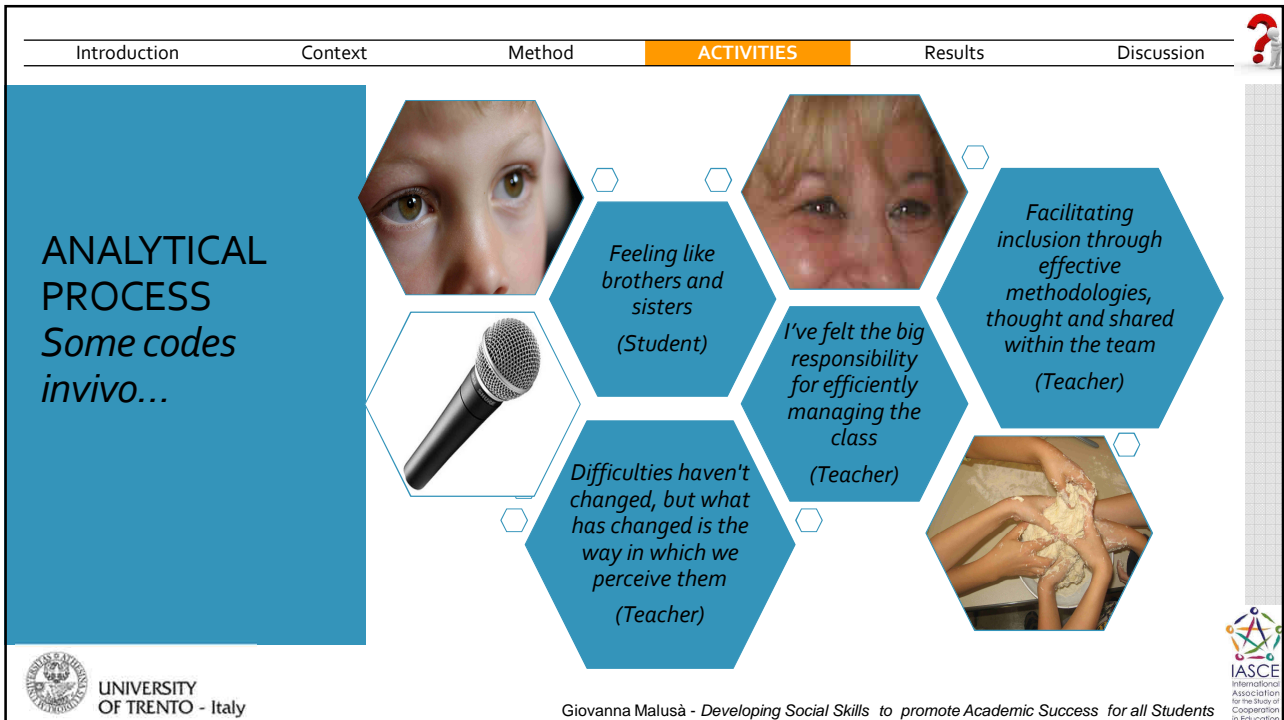 Introduction
Context
Method
ACTIVITIES
Results
Discussion
ANALYTICAL
PROCESS
Some codes
invivo...
Feeling like
brothers and
sisters
(Student)
I've felt the big
responsibility
for efficiently
managing the
class
(Teacher)
Facilitating
inclusion through
effective
methodologies,
thought and shared
within the team
(Teacher)
Difficulties haven't
changed, but what
has changed is the
way in which we
perceive them
(Teacher)
UNIVERSITY
OF TRENTO - Italy
Giovanna Malusà - Developing Social Skills to promote Academic Success for all Students
IASCE
International
Association
for the Study of
Cooperation
in Education